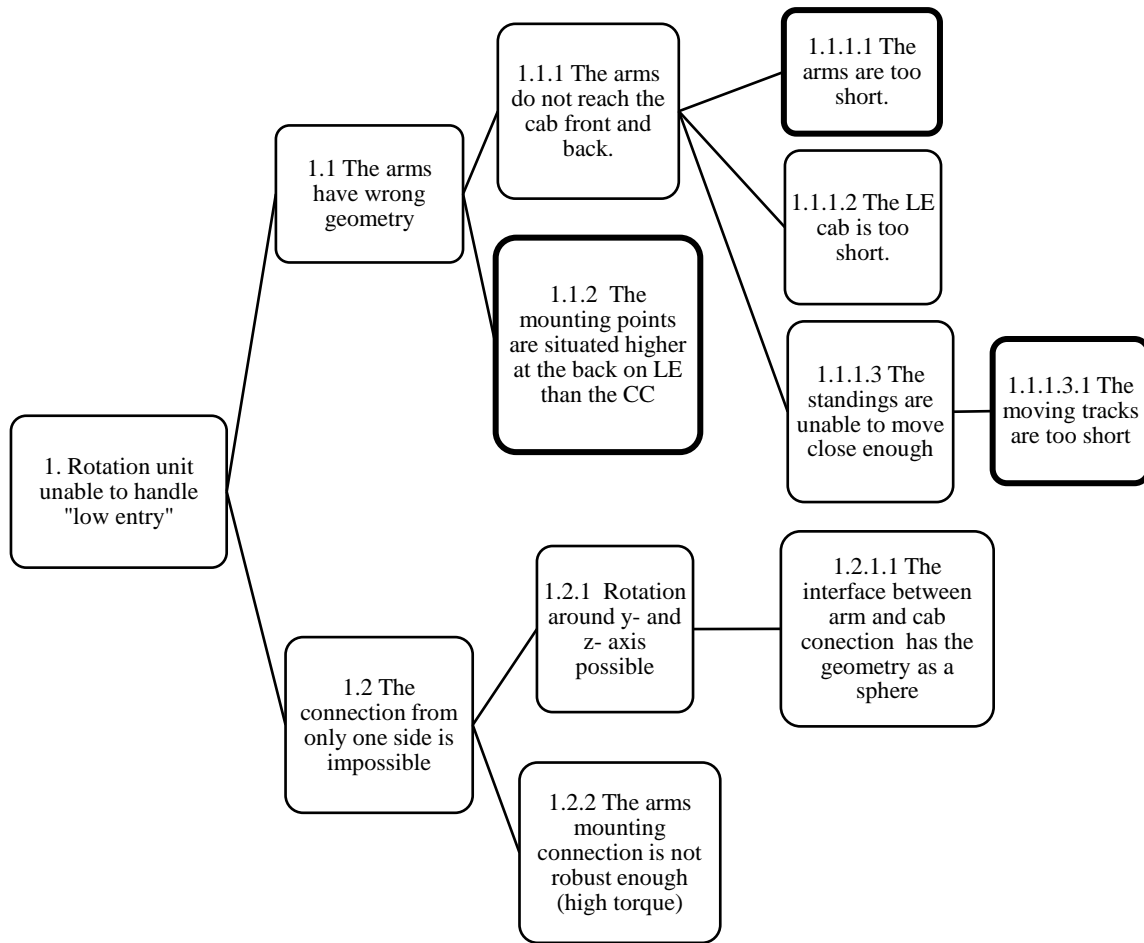 1. Rotation unit
unable to handle
"low entry"
1.1 The arms
have wrong
geometry
1.1.1 The arms
do not reach the
cab front and
back.
1.1.1.1 The
arms are too
short.
1.1.1.2 The LE
cab is too
short.
1.1.1.3 The
standings are
unable to move
close enough
1.1.1.3.1 The
moving tracks
are too short
1.1.2 The
mounting points
are situated higher
at the back on LE
than the CC
1.2 The
connection from
only one side is
impossible
1.2.1 Rotation
around y- and
z- axis
possible
1.2.1.1 The
interface between
arm and cab
conection has the
geometry as a
sphere
1.2.2 The arms
mounting
connection is not
robust enough
(high torque)